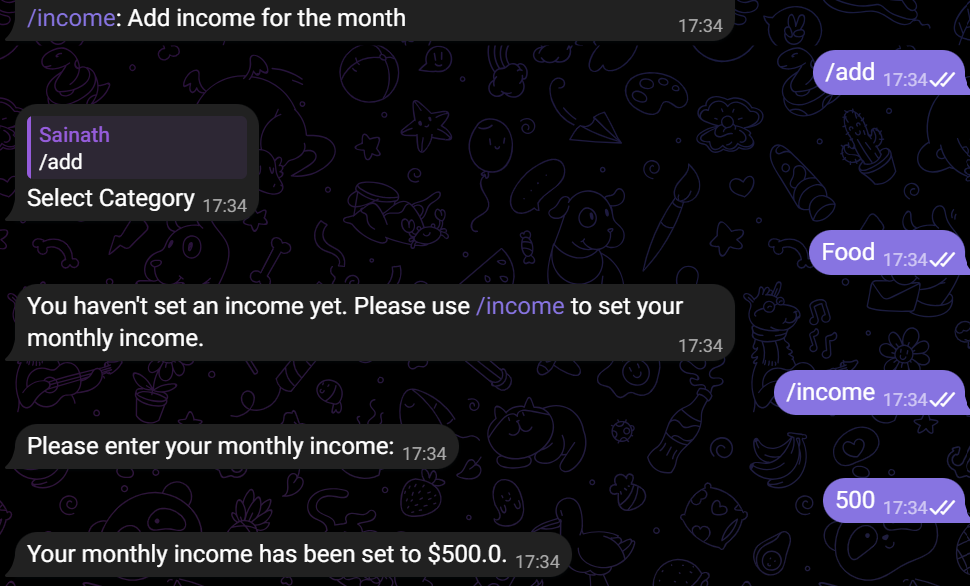 /income: Add income for the month
17:34
/add 17:34
Sainath
/add
Select Category 17:34
Food 17:34
You haven't set an income yet. Please use /income to set your
monthly income.
17:34
/income 17:34
Please enter your monthly income: 17:34
500 17:34
Your monthly income has been set to $500.0. 17:34